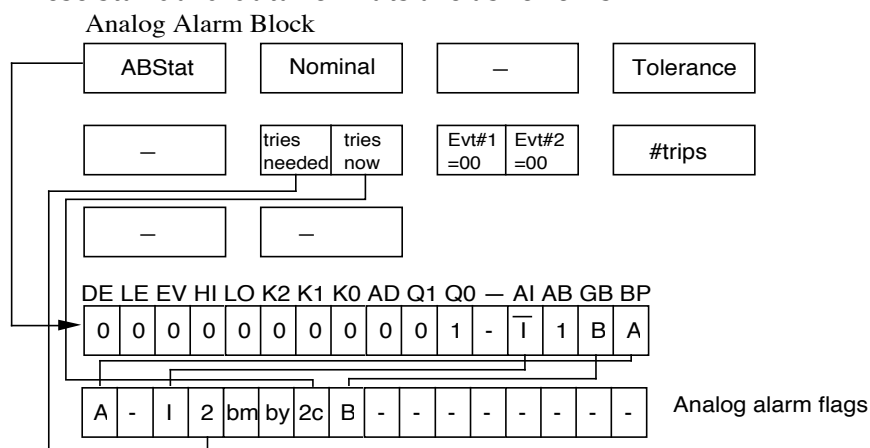 Analog Alarm Block
ABStat Nominal – Tolerance
– tries needed tries now Evt#1 =00 Evt#2 =00 #trips
– –
DE LE EV HI LO K2 K1 K0 AD Q1 Q0 – AI AB GB BP
0 0 0 0 0 0 0 0 0 0 1 - Ī 1 B A
A - I 2 bm by 2c B - - - - - - - -
Analog alarm flags